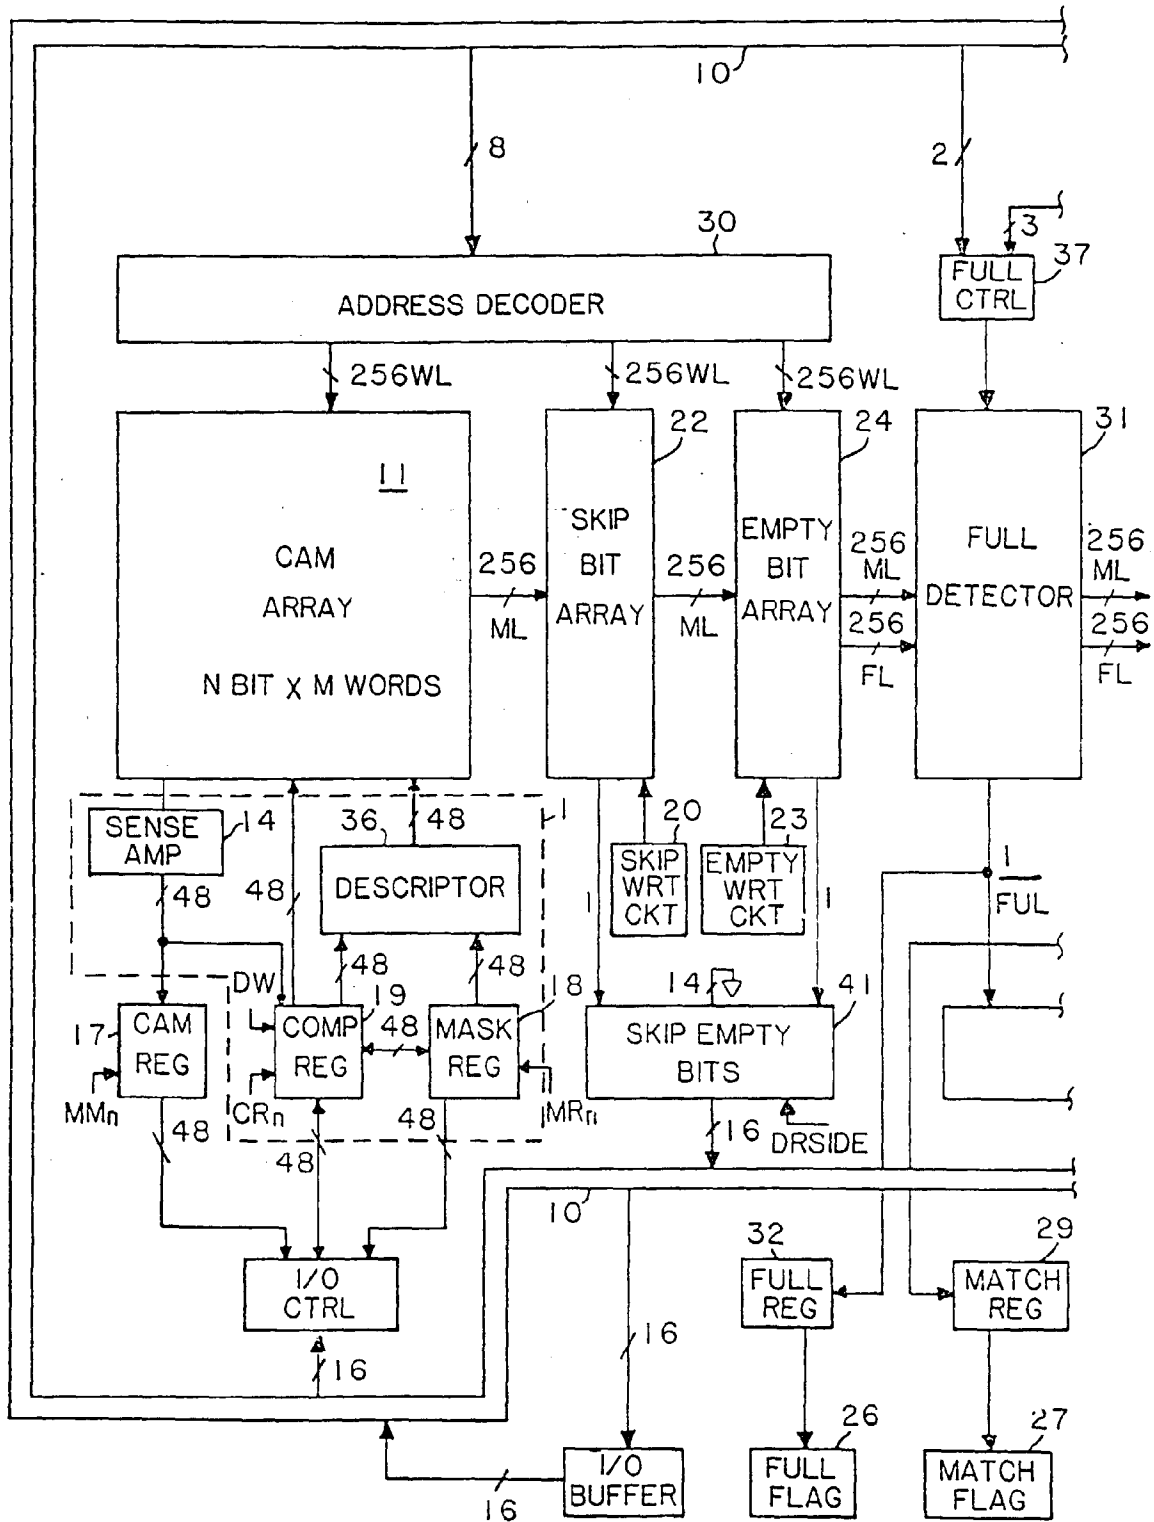 10
8
2
3
30
37
FULL
CTRL
ADDRESS DECODER
256WL
256WL
256WL
22
24
31
11
CAM
ARRAY
N BIT X M WORDS
256
ML
SKIP
BIT
ARRAY
256
ML
EMPTY
BIT
ARRAY
256
ML
256
FL
FULL
DETECTOR
256
ML
256
FL
SENSE
AMP
14
36
48
1
DESCRIPTOR
20
SKIP
WRT
CKT
23
EMPTY
WRT
CKT
1
1
1
FUL
48
48
48
48
DW
17
CAM
REG
MMn
19
COMP
REG
CRn
48
18
MASK
REG
MRn
14
41
SKIP EMPTY
BITS
16
DRSIDE
48
48
48
10
I/O
CTRL
16
16
32
FULL
REG
29
MATCH
REG
16
I/O
BUFFER
26
FULL
FLAG
27
MATCH
FLAG